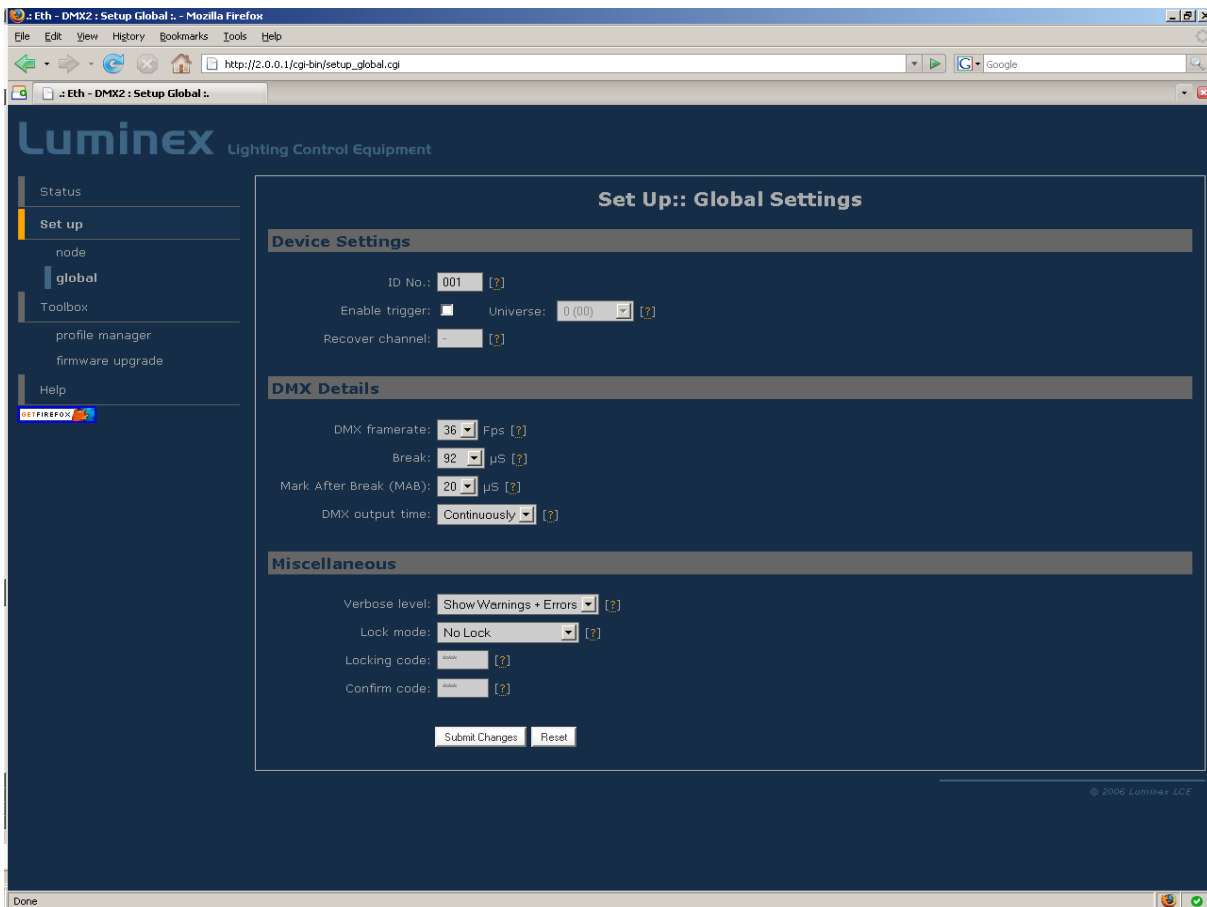 .: Eth - DMX2 : Setup Global :. - Mozilla Firefox
File Edit View History Bookmarks Tools Help
http://2.0.0.1/cgi-bin/setup_global.cgi
G Google
.: Eth - DMX2 : Setup Global :.
Luminex Lighting Control Equipment
Status
Set up
node
global
Toolbox
profile manager
firmware upgrade
Help
GETFIREFOX
Set Up:: Global Settings
Device Settings
ID No.: 001 [?]
Enable trigger: Universe: 0 (00) [?]
Recover channel: - [?]
DMX Details
DMX framerate: 36 Fps [?]
Break: 92 µS [?]
Mark After Break (MAB): 20 µS [?]
DMX output time: Continuously [?]
Miscellaneous
Verbose level: Show Warnings + Errors [?]
Lock mode: No Lock [?]
Locking code: **** [?]
Confirm code: **** [?]
Submit Changes Reset
© 2006 Luminex LCE
Done